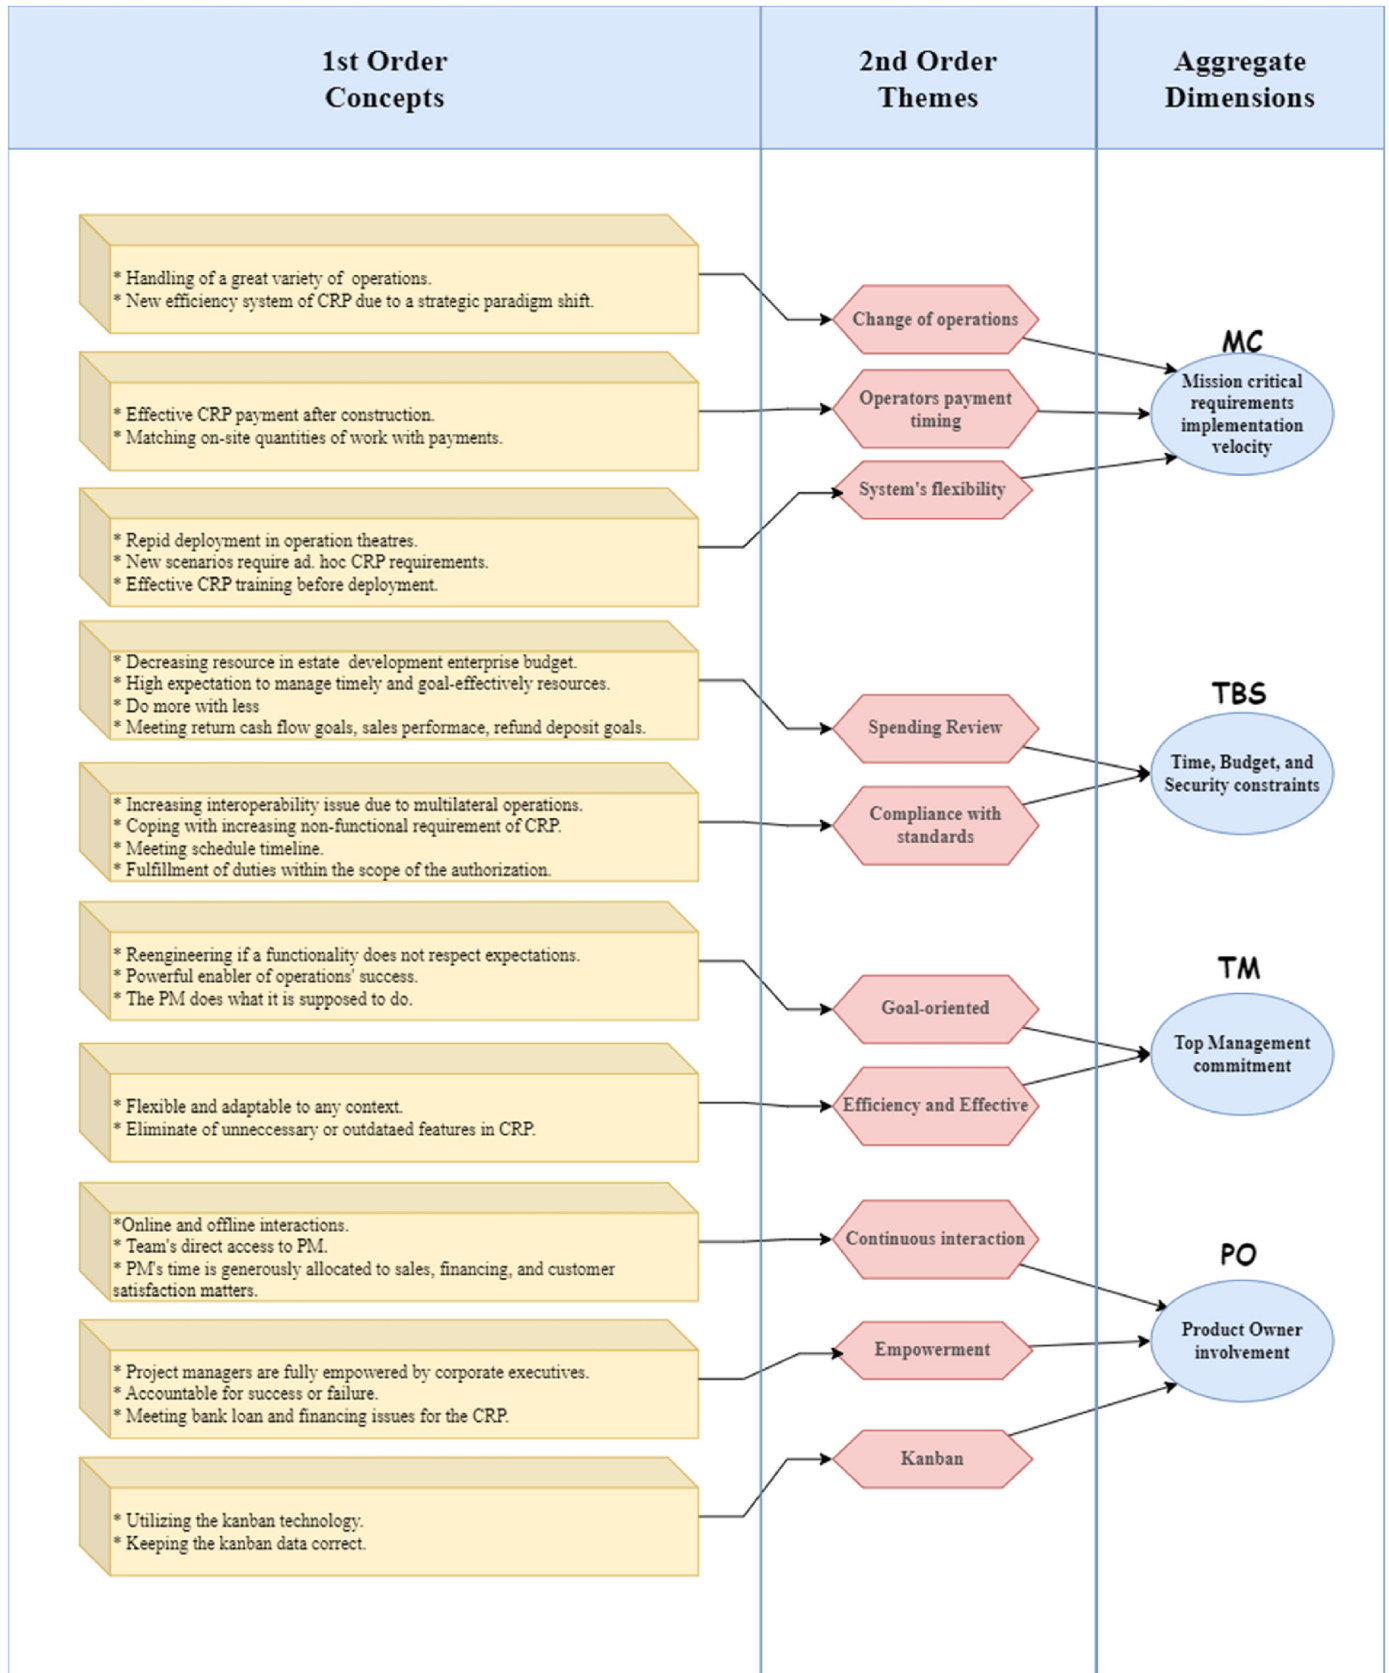 1st Order
Concepts
2nd Order
Themes
Aggregate
Dimensions
* Handling of a great variety of  operations.
* New efficiency system of CRP due to a strategic paradigm shift.
* Effective CRP payment after construction.
* Matching on-site quantities of work with payments.
* Repid deployment in operation theatres.
* New scenarios require ad. hoc CRP requirements.
* Effective CRP training before deployment.
Change of operations
Operators payment
timing
System's flexibility
MC
Mission critical
requirements
implementation
velocity
* Decreasing resource in estate  development enterprise budget.
* High expectation to manage timely and goal-effectively resources.
* Do more with less
* Meeting return cash flow goals, sales performace, refund deposit goals.
* Increasing interoperability issue due to multilateral operations.
* Coping with increasing non-functional requirement of CRP.
* Meeting schedule timeline.
* Fulfillment of duties within the scope of the authorization.
Spending Review
Compliance with
standards
TBS
Time, Budget, and
Security constraints
* Reengineering if a functionality does not respect expectations.
* Powerful enabler of operations' success.
* The PM does what it is supposed to do.
* Flexible and adaptable to any context.
* Eliminate of unneccessary or outdataed features in CRP.
Goal-oriented
Efficiency and Effective
TM
Top Management
commitment
*Online and offline interactions.
* Team's direct access to PM.
* PM's time is generously allocated to sales, financing, and customer
satisfaction matters.
* Project managers are fully empowered by corporate executives.
* Accountable for success or failure.
* Meeting bank loan and financing issues for the CRP.
* Utilizing the kanban technology.
* Keeping the kanban data correct.
Continuous interaction
Empowerment
Kanban
PO
Product Owner
involvement